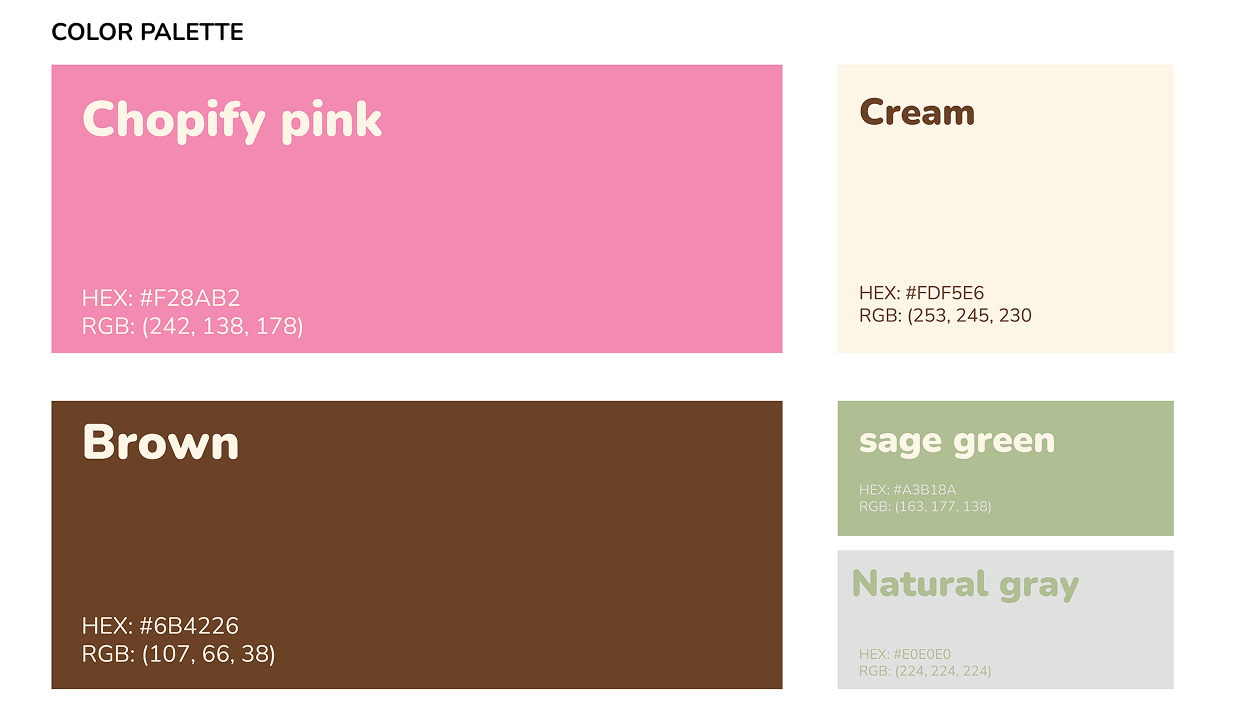 COLOR PALETTE
Chopify pink
HEX: #F28AB2
RGB: (242, 138, 178)
Cream
HEX: #FDF5E6
RGB: (253, 245, 230
Brown
HEX: #6B4226
RGB: (107, 66, 38)
sage green
HEX: #A3B18A
RGB: (163, 177, 138)
Natural gray
HEX: #E0E0E0
RGB: (224, 224, 224)